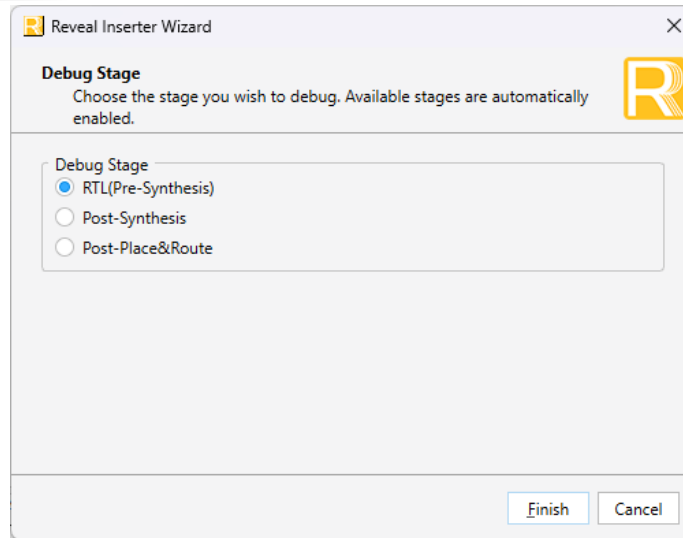 Reveal Inserter Wizard
Debug Stage
Choose the stage you wish to debug. Available stages are automatically
enabled.
Debug Stage
RTL(Pre-Synthesis)
Post-Synthesis
Post-Place&Route
Finish Cancel